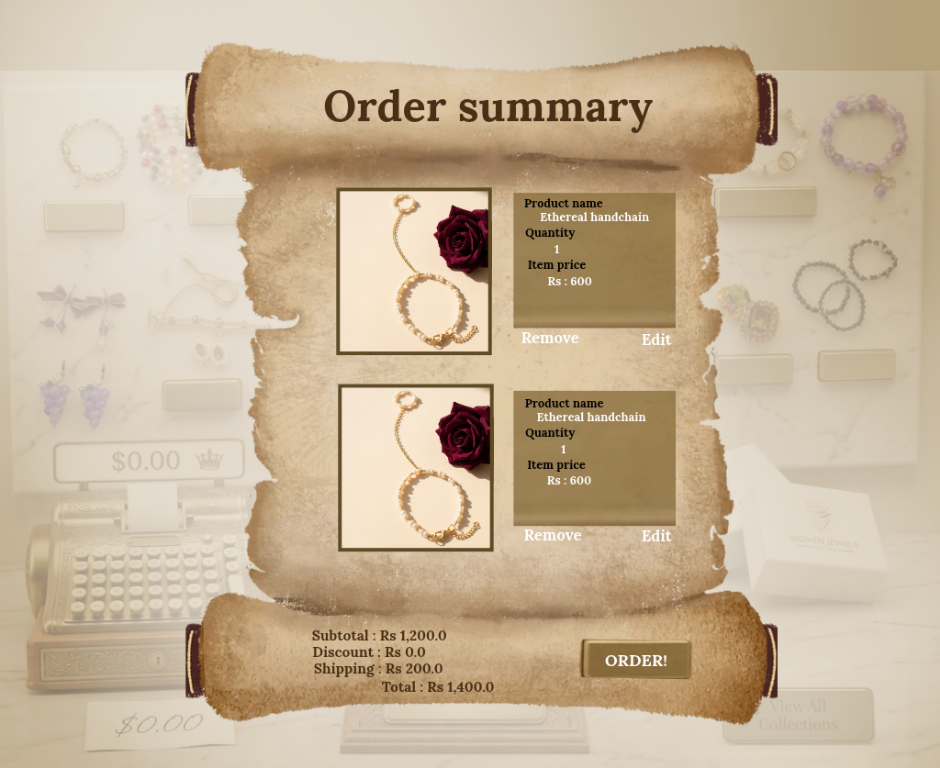 Order summary
Product name
Ethereal handchain
Quantity
1
Item price
Rs : 600
Remove
Edit
Product name
Ethereal handchain
Quantity
1
Item price
Rs : 600
Remove
Edit
$0.00
WOVEN JEWELS
Subtotal : Rs 1,200.0
Discount : Rs 0.0
Shipping : Rs 200.0
Total : Rs 1,400.0
ORDER!
$0.00
View All
Collections